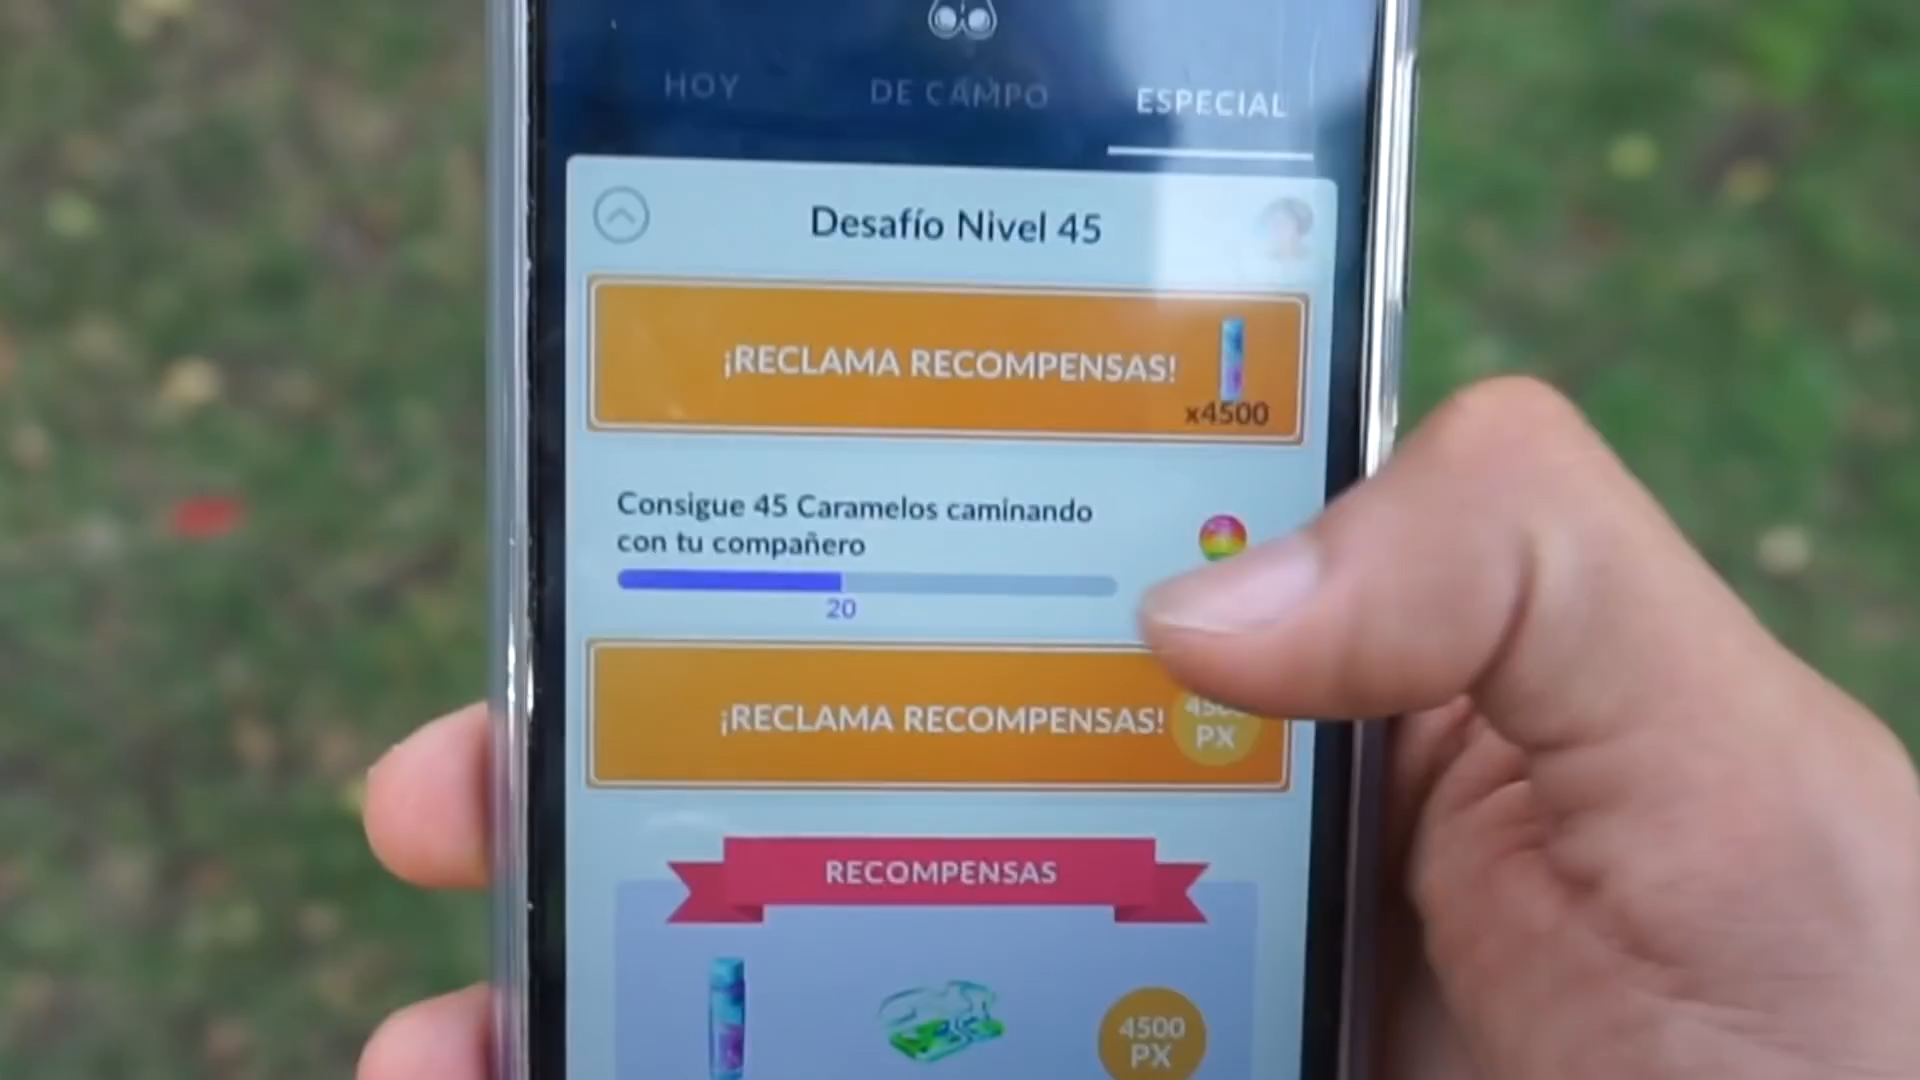 HOY
DE CAMPO
ESPECIAL
Desafío Nivel 45
¡RECLAMA RECOMPENSAS!
x4500
Consigue 45 Caramelos caminando
con tu compañero
20
¡RECLAMA RECOMPENSAS!
PX
RECOMPENSAS
4500
PX